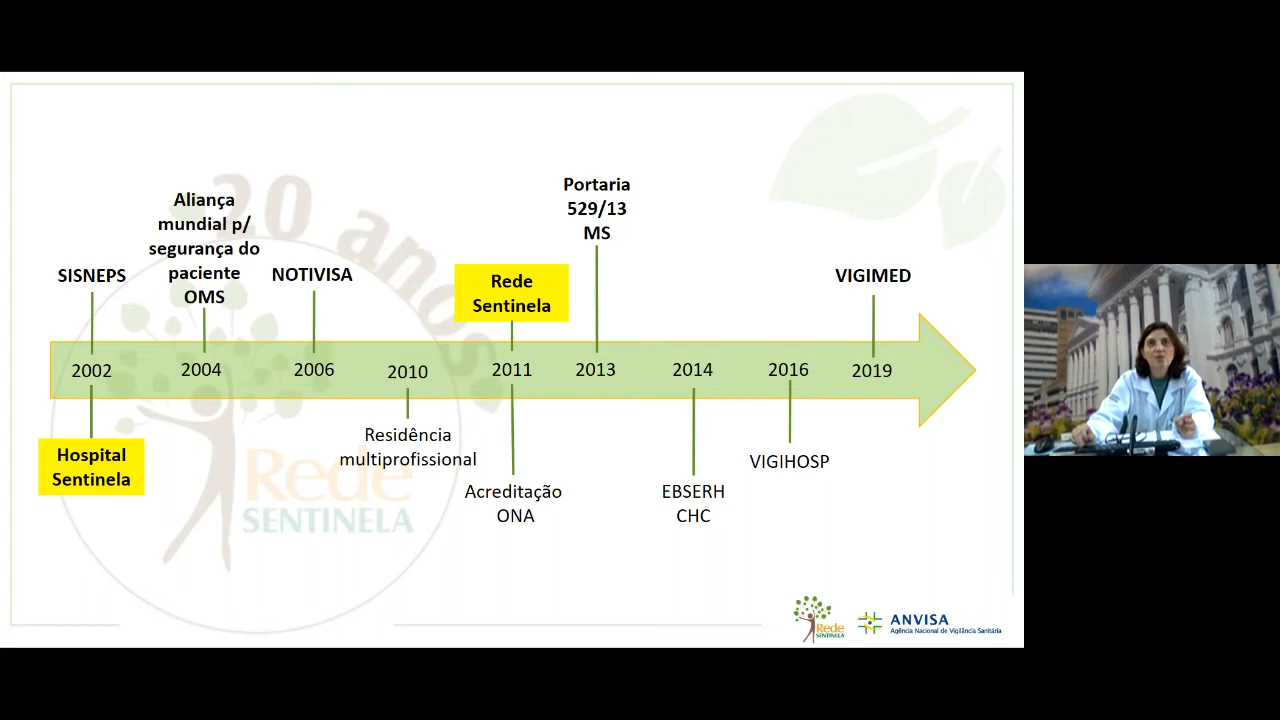 20 anos
Portaria
529/13
MS
Aliança
mundial p/
segurança do
paciente
OMS
SISNEPS
NOTIVISA
Rede
Sentinela
VIGIMED
2002
2004
2006
2010
2011
2013
2014
2016
2019
Hospital
Sentinela
Residência
multiprofissional
Acreditação
ONA
EBSERH
CHC
VIGIHOSP
Rede
SENTINELA
Rede
SENTINELA
ANVISA
Agência Nacional de Vigilância Sanitária